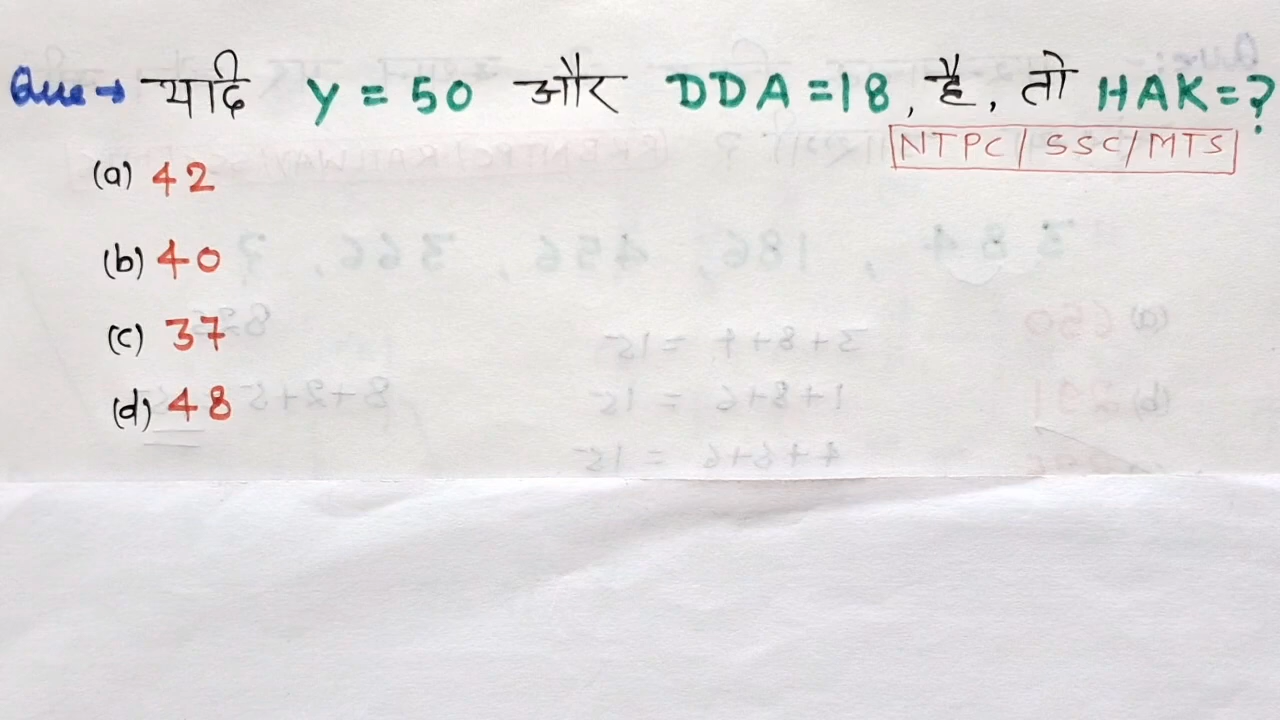 Que → यदि y = 50 और DDA = 18, है, तो HAK = ?
NTPC / SSC / MTS
(a) 42
(b) 40
(c) 37
(d) 48